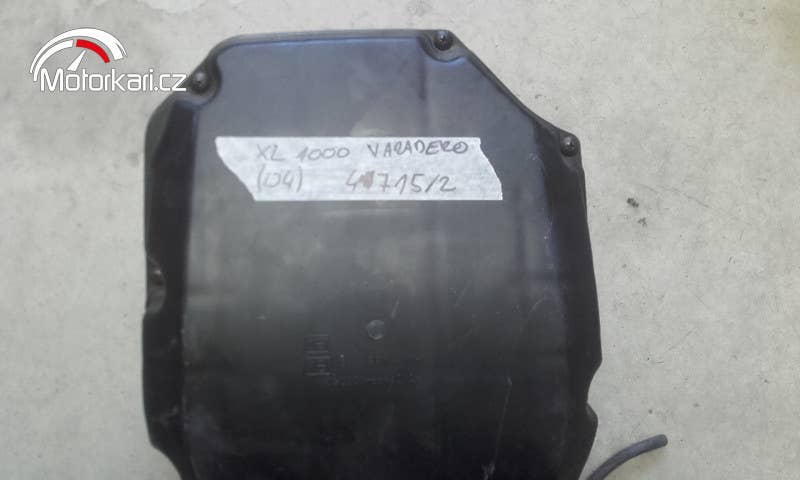 Motorkari.cz
XL 1000 VARADERO
(04) 41715/2